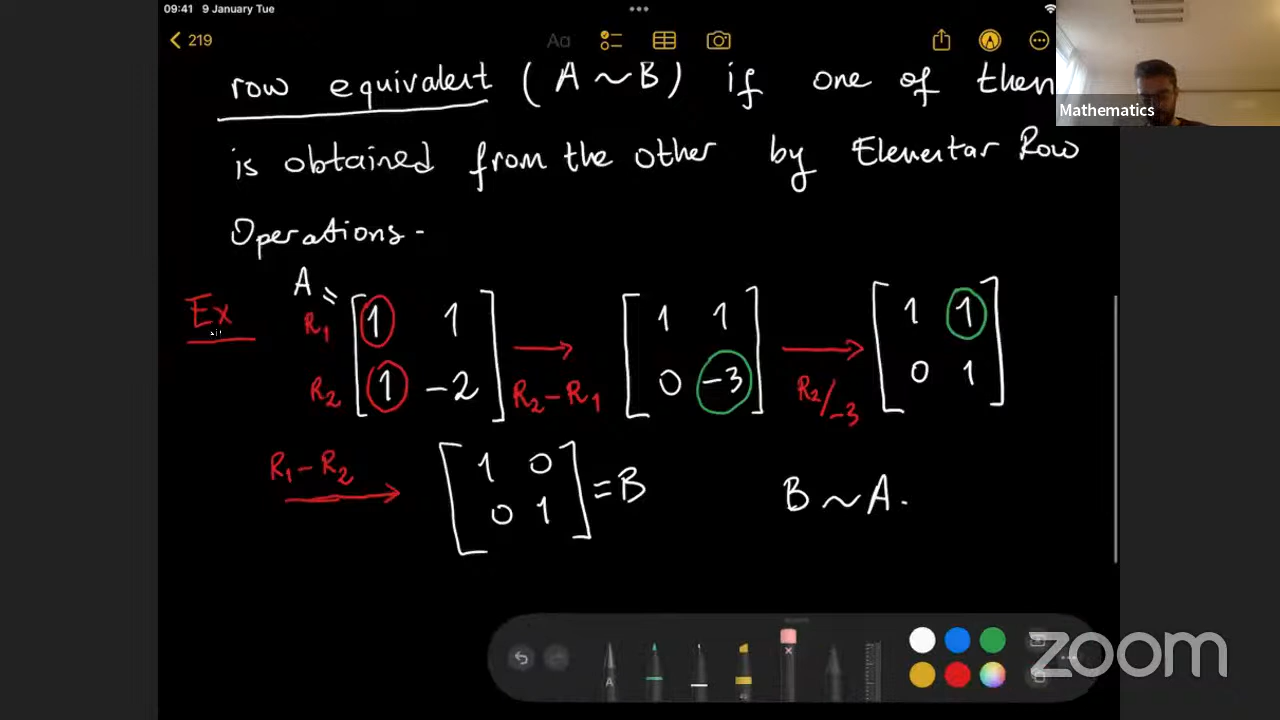 09:41 9 January Tue
219
Aa
row equivalent (A ~ B) if one of them
is obtained from the other by Elementar Row
Operations.
Mathematics
Ex
A =
R1 [1 1] [1 1] [1 1]
R2 [1 -2] R2-R1 [0 -3] R2/-3 [0 1]
R1-R2 [1 0]
[0 1] = B B ~ A.
A
zoom